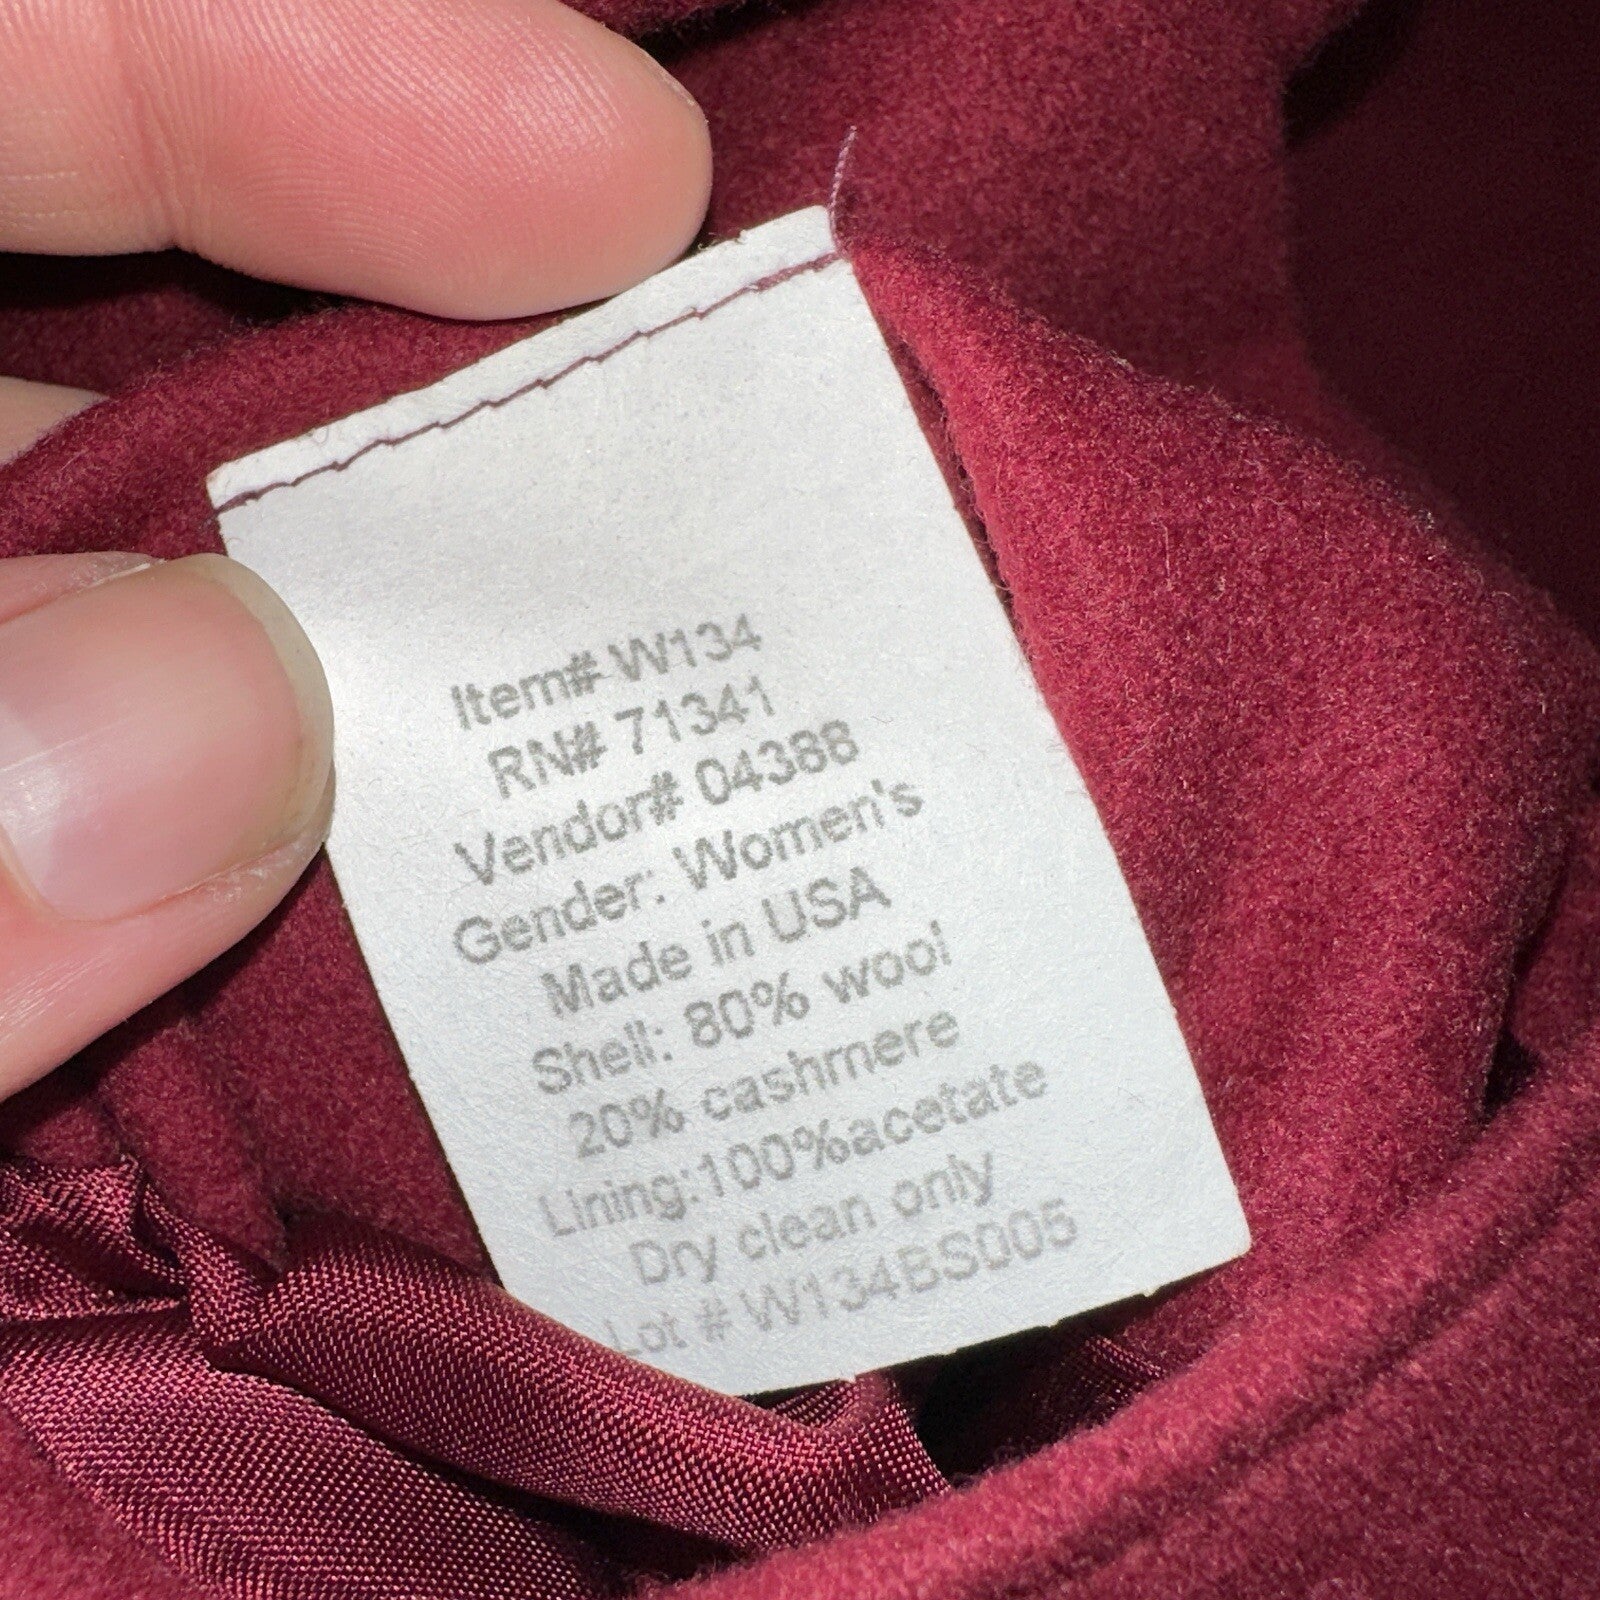 Item# W134
RN# 71341
Vendor# 04388
Gender: Women's
Made in USA
Shell: 80% wool
20% cashmere
Lining:100%acetate
Dry clean only
Lot # W134BS005